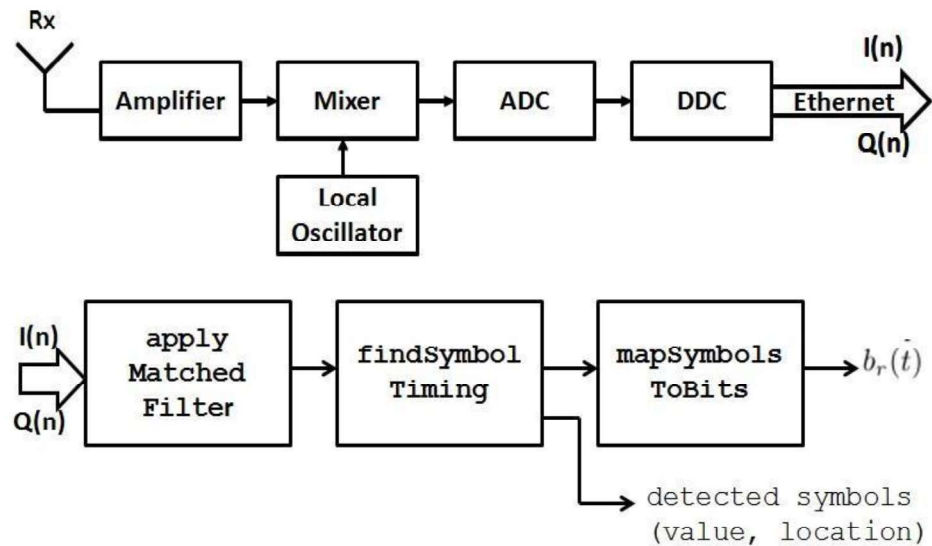 Rx
Amplifier
Mixer
ADC
DDC
I(n)
Ethernet
Q(n)
Local
Oscillator
I(n)
Q(n)
apply
Matched
Filter
findSymbol
Timing
mapSymbols
ToBits
b_r(t)
detected symbols
(value, location)